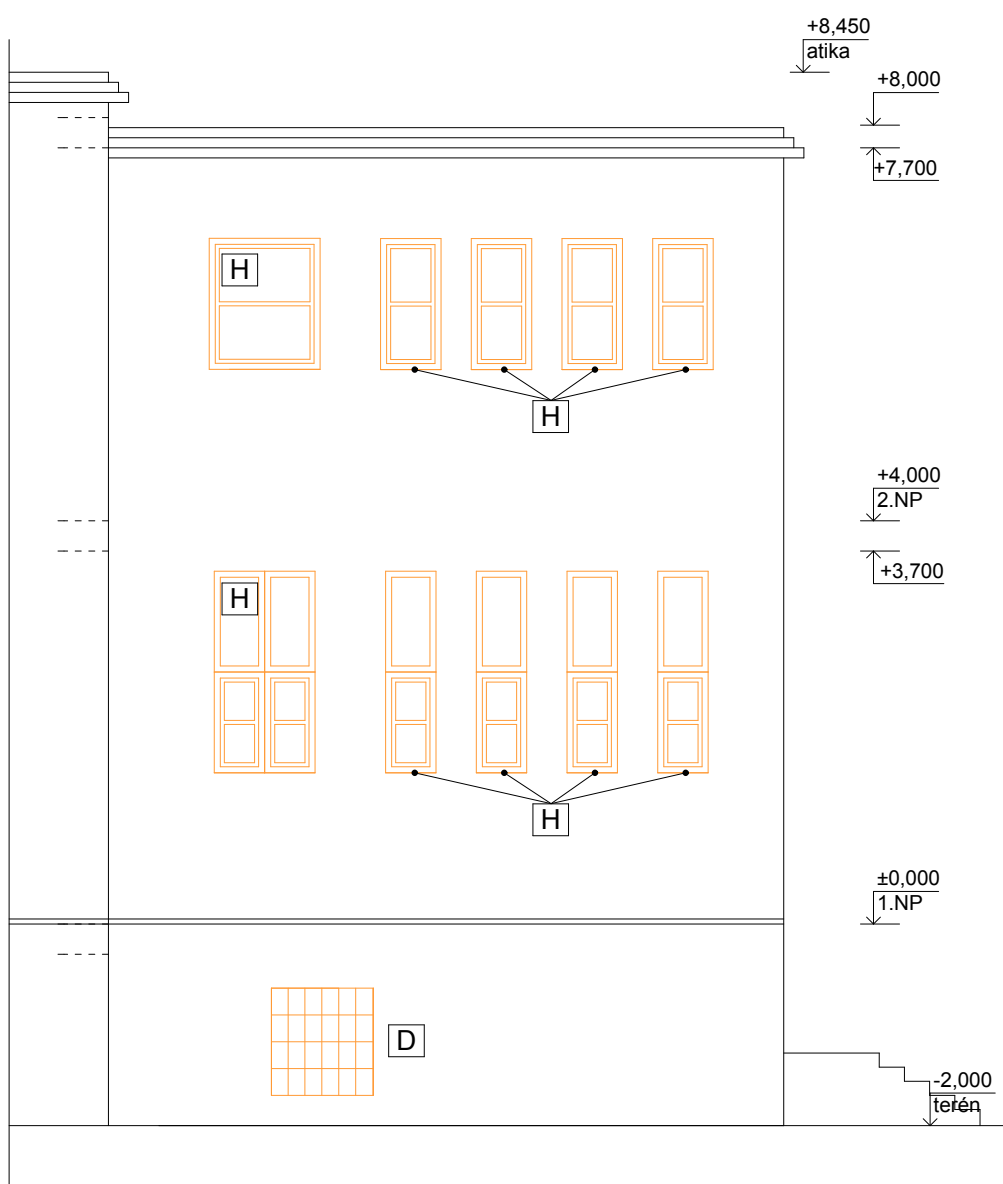 +8,450
atika
+8,000
+7,700
H
H
+4,000
2.NP
+3,700
H
H
±0,000
1.NP
D
-2,000
terén